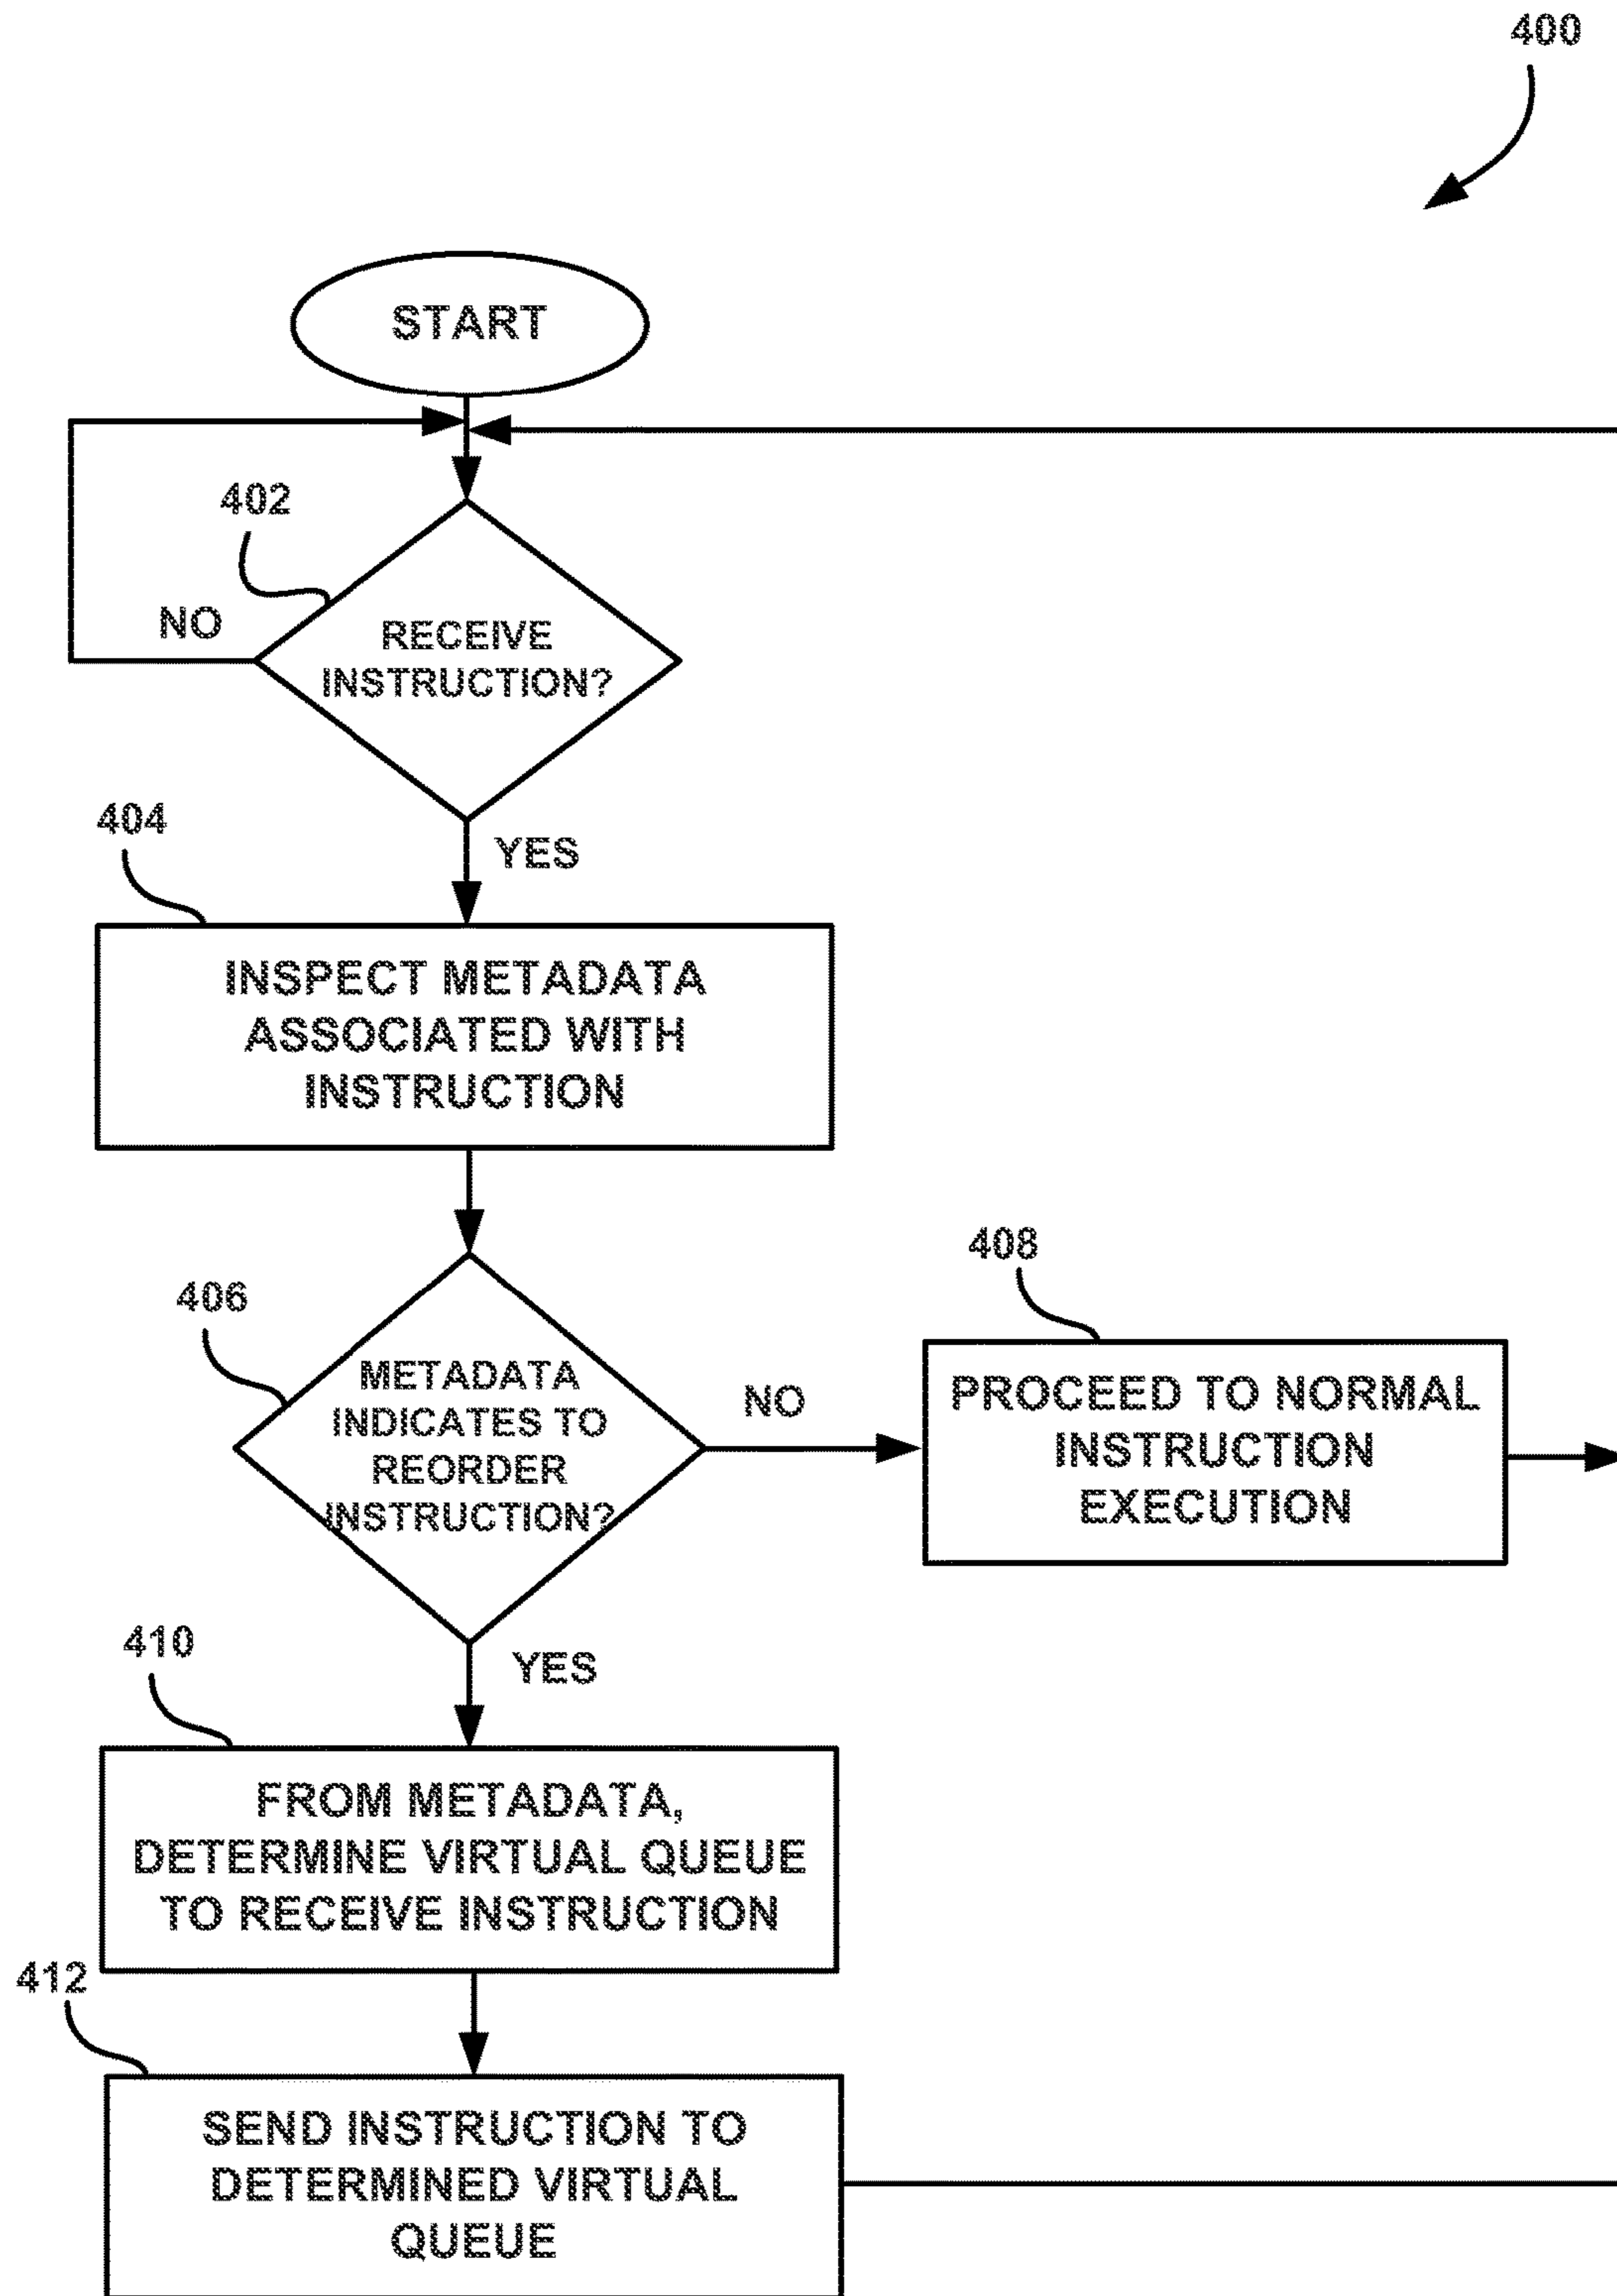 400
START
402
NO
RECEIVE
INSTRUCTION?
404
YES
INSPECT METADATA
ASSOCIATED WITH
INSTRUCTION
406
METADATA
INDICATES TO
REORDER
INSTRUCTION?
NO
408
PROCEED TO NORMAL
INSTRUCTION
EXECUTION
410
YES
FROM METADATA,
DETERMINE VIRTUAL QUEUE
TO RECEIVE INSTRUCTION
412
SEND INSTRUCTION TO
DETERMINED VIRTUAL
QUEUE